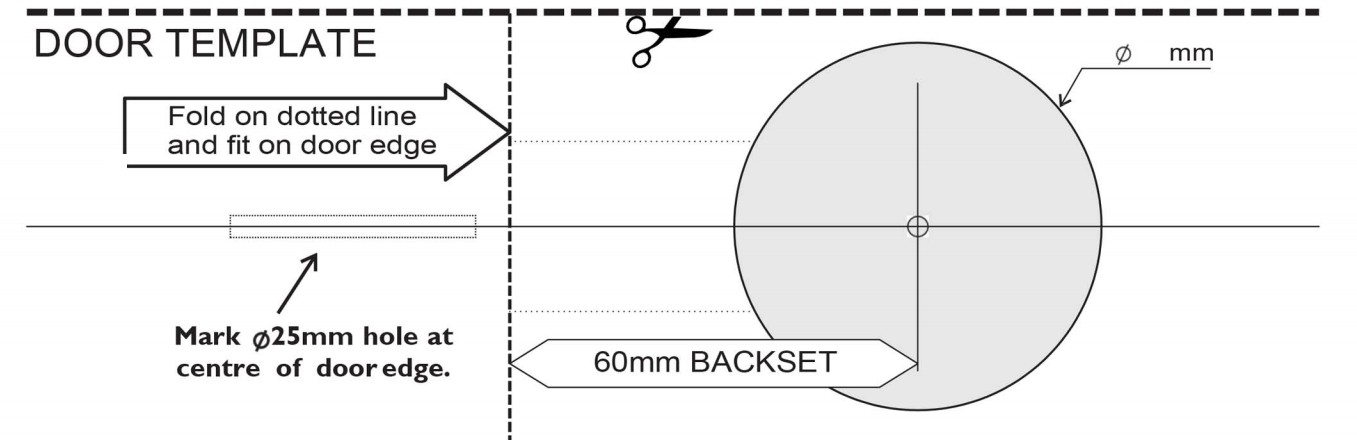 DOOR TEMPLATE
Fold on dotted line
and fit on door edge
ø mm
Mark ø25mm hole at
centre of door edge.
60mm BACKSET